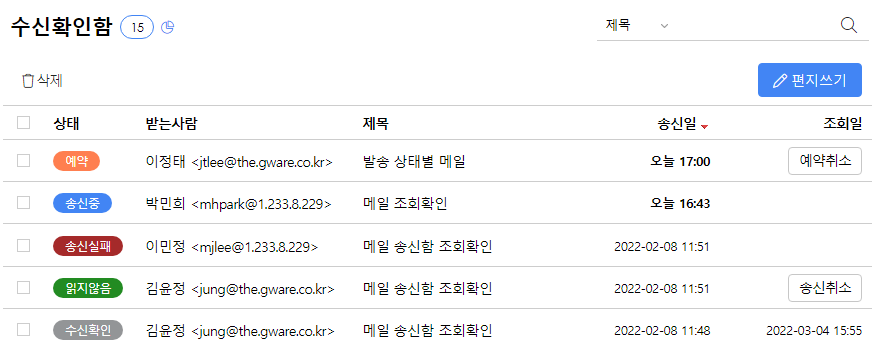 수신확인함 15
제목
삭제
편지쓰기
상태 받는사람 제목 송신일 조회일
예약 이정태 <jtlee@the.gware.co.kr> 발송 상태별 메일 오늘 17:00 예약취소
송신중 박민희 <mhpark@1.233.8.229> 메일 조회확인 오늘 16:43
송신실패 이민정 <mjlee@1.233.8.229> 메일 송신함 조회확인 2022-02-08 11:51
읽지않음 김윤정 <jung@the.gware.co.kr> 메일 송신함 조회확인 2022-02-08 11:51 송신취소
수신확인 김윤정 <jung@the.gware.co.kr> 메일 송신함 조회확인 2022-02-08 11:48 2022-03-04 15:55